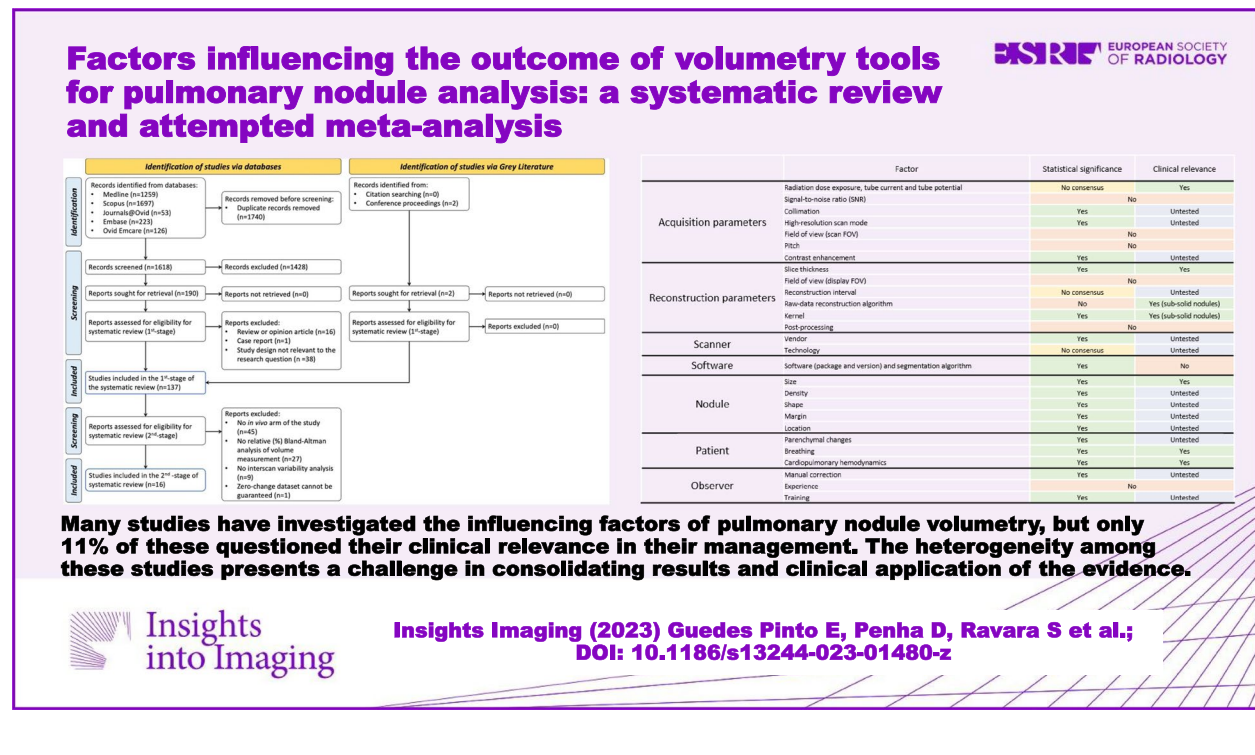 Factors influencing the outcome of volumetry tools
for pulmonary nodule analysis: a systematic review
and attempted meta-analysis
ESR EUROPEAN SOCIETY
OF RADIOLOGY
Identification of studies via databases
Identification of studies via Grey Literature
Identification
Records identified from databases:
• Medline (n=1259)
• Scopus (n=1697)
• Journals@Ovid (n=53)
• Embase (n=223)
• Ovid Emcare (n=126)
Records removed before screening:
• Duplicate records removed
(n=1740)
Records identified from:
• Citation searching (n=0)
• Conference proceedings (n=2)
Screening
Records screened (n=1618)
Records excluded (n=1428)
Reports sought for retrieval (n=190)
Reports not retrieved (n=0)
Reports sought for retrieval (n=2)
Reports not retrieved (n=0)
Reports assessed for eligibility for
systematic review (1st-stage)
Reports excluded:
• Review or opinion article (n=16)
• Case report (n=1)
• Study design not relevant to the
research question (n =38)
Reports assessed for eligibility for
systematic review (1st-stage)
Reports excluded (n=0)
Included
Studies included in the 1st-stage of
the systematic review (n=137)
Screening
Reports assessed for eligibility for
systematic review (2nd-stage)
Reports excluded:
• No in vivo arm of the study
(n=45)
• No relative (%) Bland-Altman
analysis of volume
measurement (n=27)
• No interscan variability analysis
(n=9)
• Zero-change dataset cannot be
guaranteed (n=1)
Included
Studies included in the 2nd -stage of
systematic review (n=16)
Factor Statistical significance Clinical relevance
Acquisition parameters
Radiation dose exposure, tube current and tube potential No consensus Yes
Signal-to-noise ratio (SNR) No
Collimation Yes Untested
High-resolution scan mode Yes Untested
Field of view (scan FOV) No
Pitch No
Contrast enhancement Yes Untested
Reconstruction parameters
Slice thickness Yes Yes
Field of view (display FOV) No
Reconstruction interval No consensus Untested
Raw-data reconstruction algorithm No Yes (sub-solid nodules)
Kernel Yes Yes (sub-solid nodules)
Post-processing No
Scanner
Vendor Yes Untested
Technology No consensus Untested
Software
Software (package and version) and segmentation algorithm Yes No
Nodule
Size Yes Yes
Density Yes Untested
Shape Yes Untested
Margin Yes Untested
Location Yes Untested
Patient
Parenchymal changes Yes Untested
Breathing Yes Yes
Cardiopulmonary hemodynamics Yes Yes
Observer
Manual correction Yes Untested
Experience No
Training Yes Untested
Many studies have investigated the influencing factors of pulmonary nodule volumetry, but only
11% of these questioned their clinical relevance in their management. The heterogeneity among
these studies presents a challenge in consolidating results and clinical application of the evidence.
Insights
into Imaging
Insights Imaging (2023) Guedes Pinto E, Penha D, Ravara S et al.;
DOI: 10.1186/s13244-023-01480-z